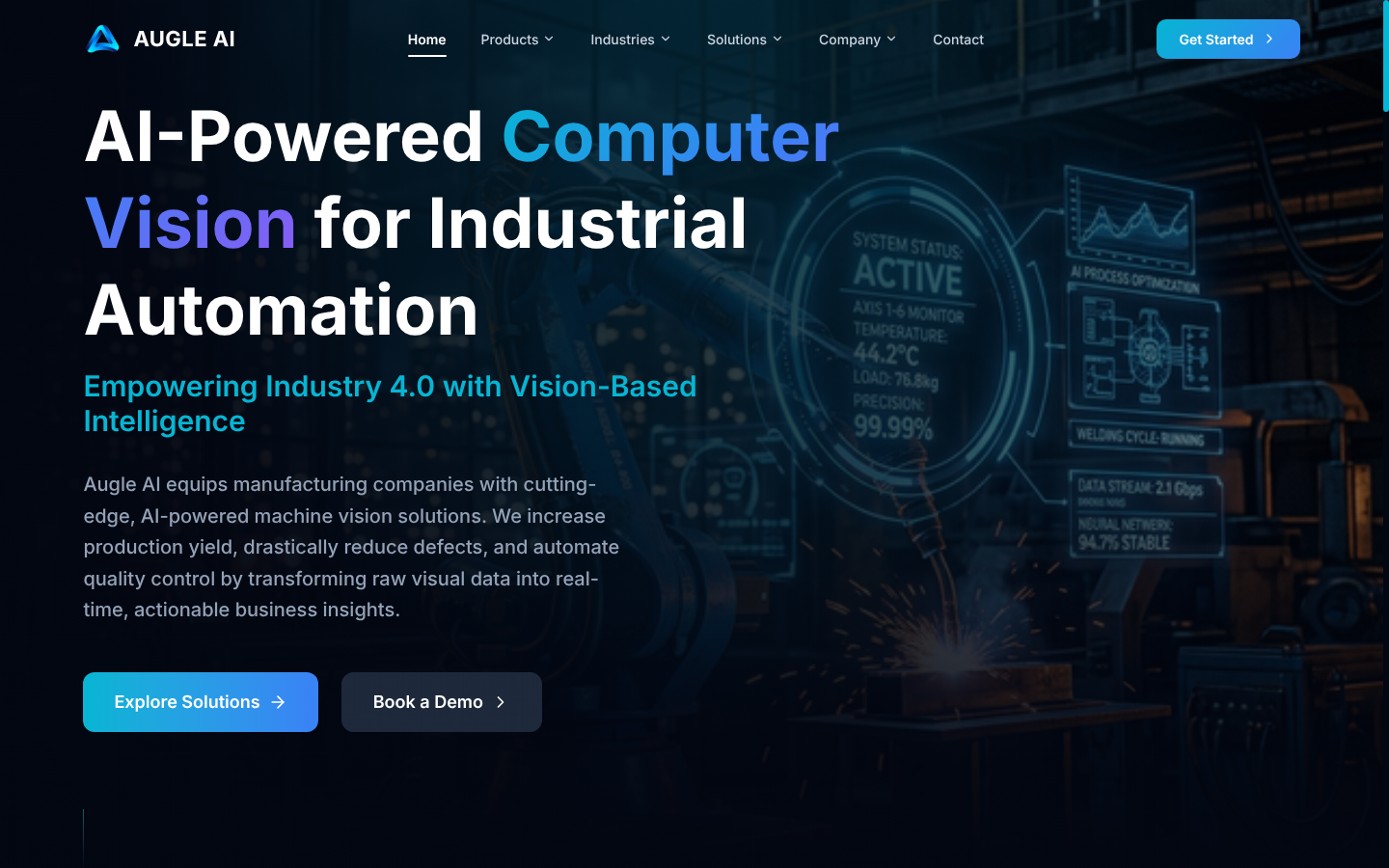 AUGLE AI
Home
Products
Industries
Solutions
Company
Contact
Get Started
AI-Powered Computer
Vision for Industrial
Automation
Empowering Industry 4.0 with Vision-Based
Intelligence
Augle AI equips manufacturing companies with cutting-
edge, AI-powered machine vision solutions. We increase
production yield, drastically reduce defects, and automate
quality control by transforming raw visual data into real-
time, actionable business insights.
Explore Solutions
Book a Demo
SYSTEM STATUS:
ACTIVE
AXIS 1-6 MONITOR
TEMPERATURE:
44.2°C
LOAD: 76.8kg
PRECISION:
99.99%
AI PROCESS
WELDING CYCLE: RUNNING
DATA STREAM: 2.1 Gbps
94.7% STABLE